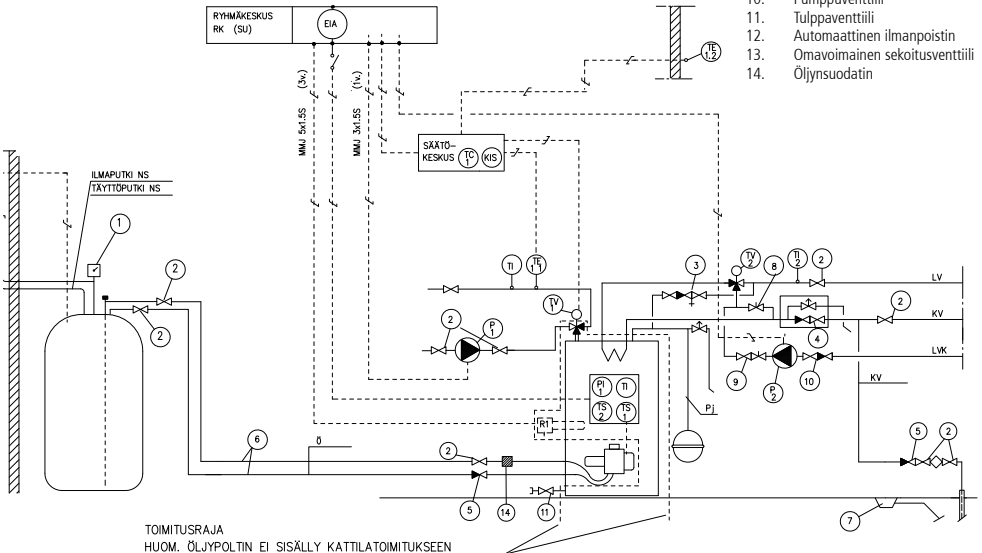 10. Pumppuventtiili
11. Tulppaventtiili
12. Automaattinen ilmanpoistin
13. Omavoimainen sekoitusventtiili
14. Öljynsuodatin
RYHMÄKESKUS
RK (SU)
EIA
TE
1.2
MMJ 5x1.5S (3v.)
MMJ 3x1.5S (1v.)
SÄÄTÖ-
KESKUS
TC
1
KIS
ILMAPUTKI NS
TÄYTTÖPUTKI NS
1
2
2
TI
TE
1.1
TV
1
3
TV
2
8
TI
2
2
LV
2
KV
4
LVK
2
P
1
9
P
2
10
KV
PI
1
TI
TS
2
TS
1
Pj
R1
6
Ö
2
5
2
5
14
11
7
TOIMITUSRAJA
HUOM. ÖLJYPOLTIN EI SISÄLLY KATTILATOIMITUKSEEN